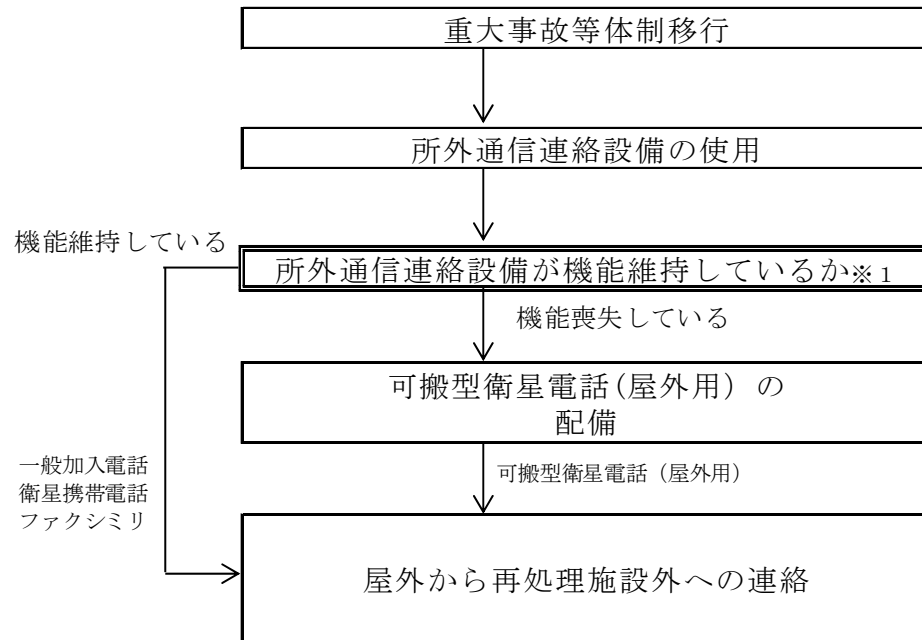 重大事故等体制移行
所外通信連絡設備の使用
機能維持している
所外通信連絡設備が機能維持しているか※1
機能喪失している
可搬型衛星電話(屋外用）の
配備
可搬型衛星電話（屋外用）
一般加入電話
衛星携帯電話
ファクシミリ
屋外から再処理施設外への連絡